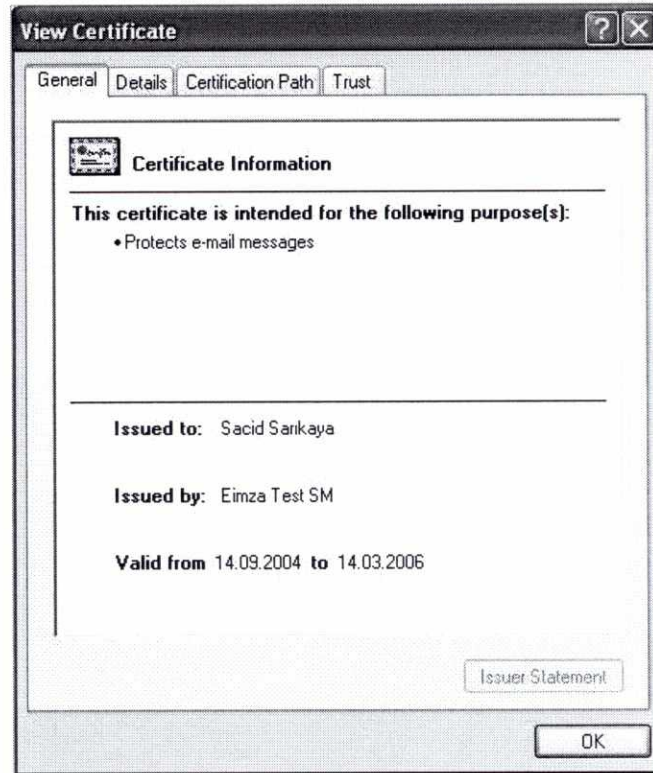 View Certificate
General Details Certification Path Trust
Certificate Information
This certificate is intended for the following purpose(s):
• Protects e-mail messages
Issued to: Sacid Sarıkaya
Issued by: Eimza Test SM
Valid from 14.09.2004 to 14.03.2006
Issuer Statement
OK